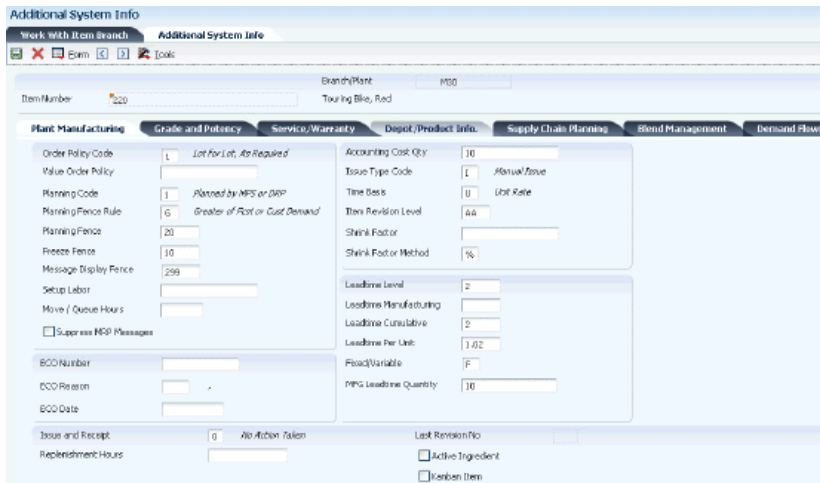 Additional System Info
Work With Item Branch Additional System Info
Form Tools
Branch/Plant M30
Item Number 220 Touring Bike, Red
Plant Manufacturing Grade and Potency Service/Warranty Depot/Product Info. Supply Chain Planning Blend Management Demand Flow
Order Policy Code 1 Lot for Lot, As Required
Value Order Policy
Planning Code 1 Planned by MPS or DRP
Planning Fence Rule G Greater of Fcst or Cust Demand
Planning Fence 20
Freeze Fence 10
Message Display Fence 299
Setup Labor
Move / Queue Hours
Suppress MRP Messages
Accounting Cost Qty 10
Issue Type Code I Manual Issue
Time Basis U Unit Rate
Item Revision Level AA
Shrink Factor
Shrink Factor Method %
Leadtime Level 2
Leadtime Manufacturing
Leadtime Cumulative 2
Leadtime Per Unit 1.02
Fixed/Variable F
MFG Leadtime Quantity 10
ECO Number
ECO Reason .
ECO Date
Issue and Receipt 0 No Action Taken
Replenishment Hours
Last Revision No
Active Ingredient
Kanban Item